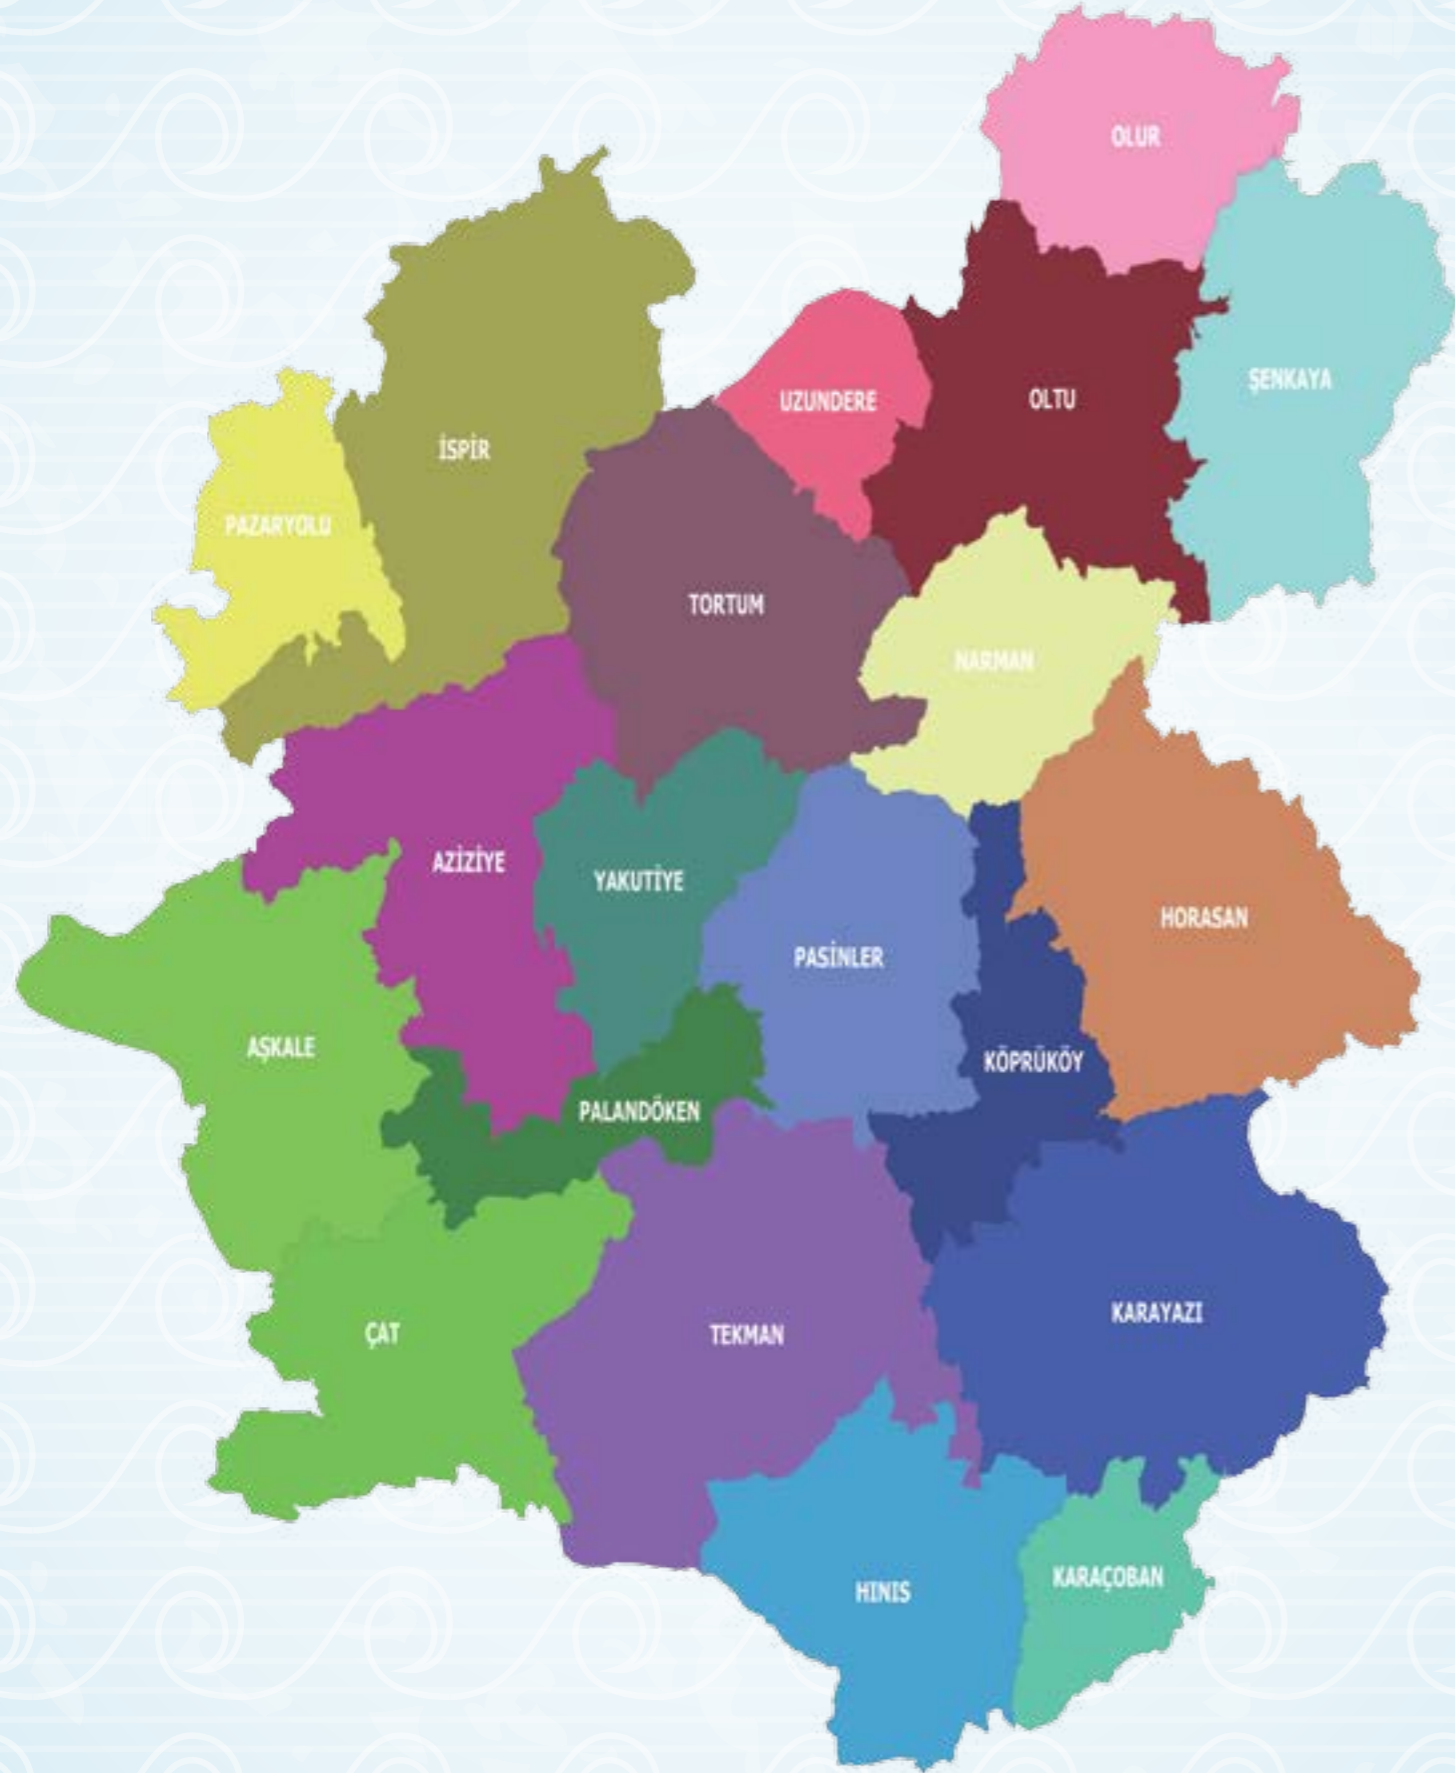 OLUR
ŞENKAYA
UZUNDERE
OLTU
İSPİR
PAZARYOLU
TORTUM
NARMAN
AZİZİYE
YAKUTİYE
HORASAN
PASİNLER
AŞKALE
KÖPRÜKÖY
PALANDÖKEN
KARAYAZI
ÇAT
TEKMAN
KARAÇOBAN
HINIS